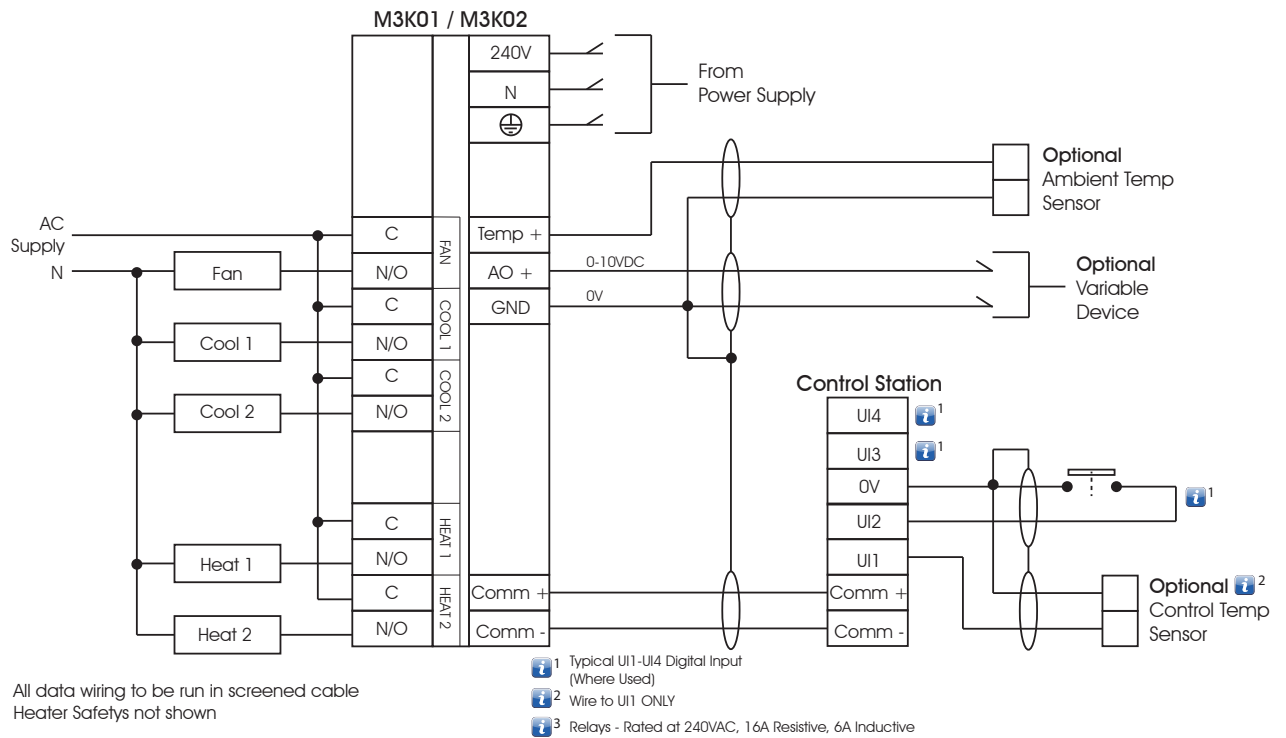 M3K01 / M3K02
240V
N
From
Power Supply
Optional
Ambient Temp
Sensor
AC
Supply
N
C
FAN
Temp +
N/O
AO +
0-10VDC
Optional
Variable
Device
Fan
C
COOL 1
GND
0V
Cool 1
N/O
C
COOL 2
Cool 2
N/O
Control Station
UI4
i 1
UI3
i 1
0V
i 1
UI2
UI1
C
HEAT 1
Heat 1
N/O
C
HEAT 2
Comm +
Comm +
Optional i 2
Control Temp
Sensor
Heat 2
N/O
Comm -
Comm -
All data wiring to be run in screened cable
Heater Safetys not shown
i 1 Typical UI1-UI4 Digital Input
(Where Used)
i 2 Wire to UI1 ONLY
i 3 Relays - Rated at 240VAC, 16A Resistive, 6A Inductive